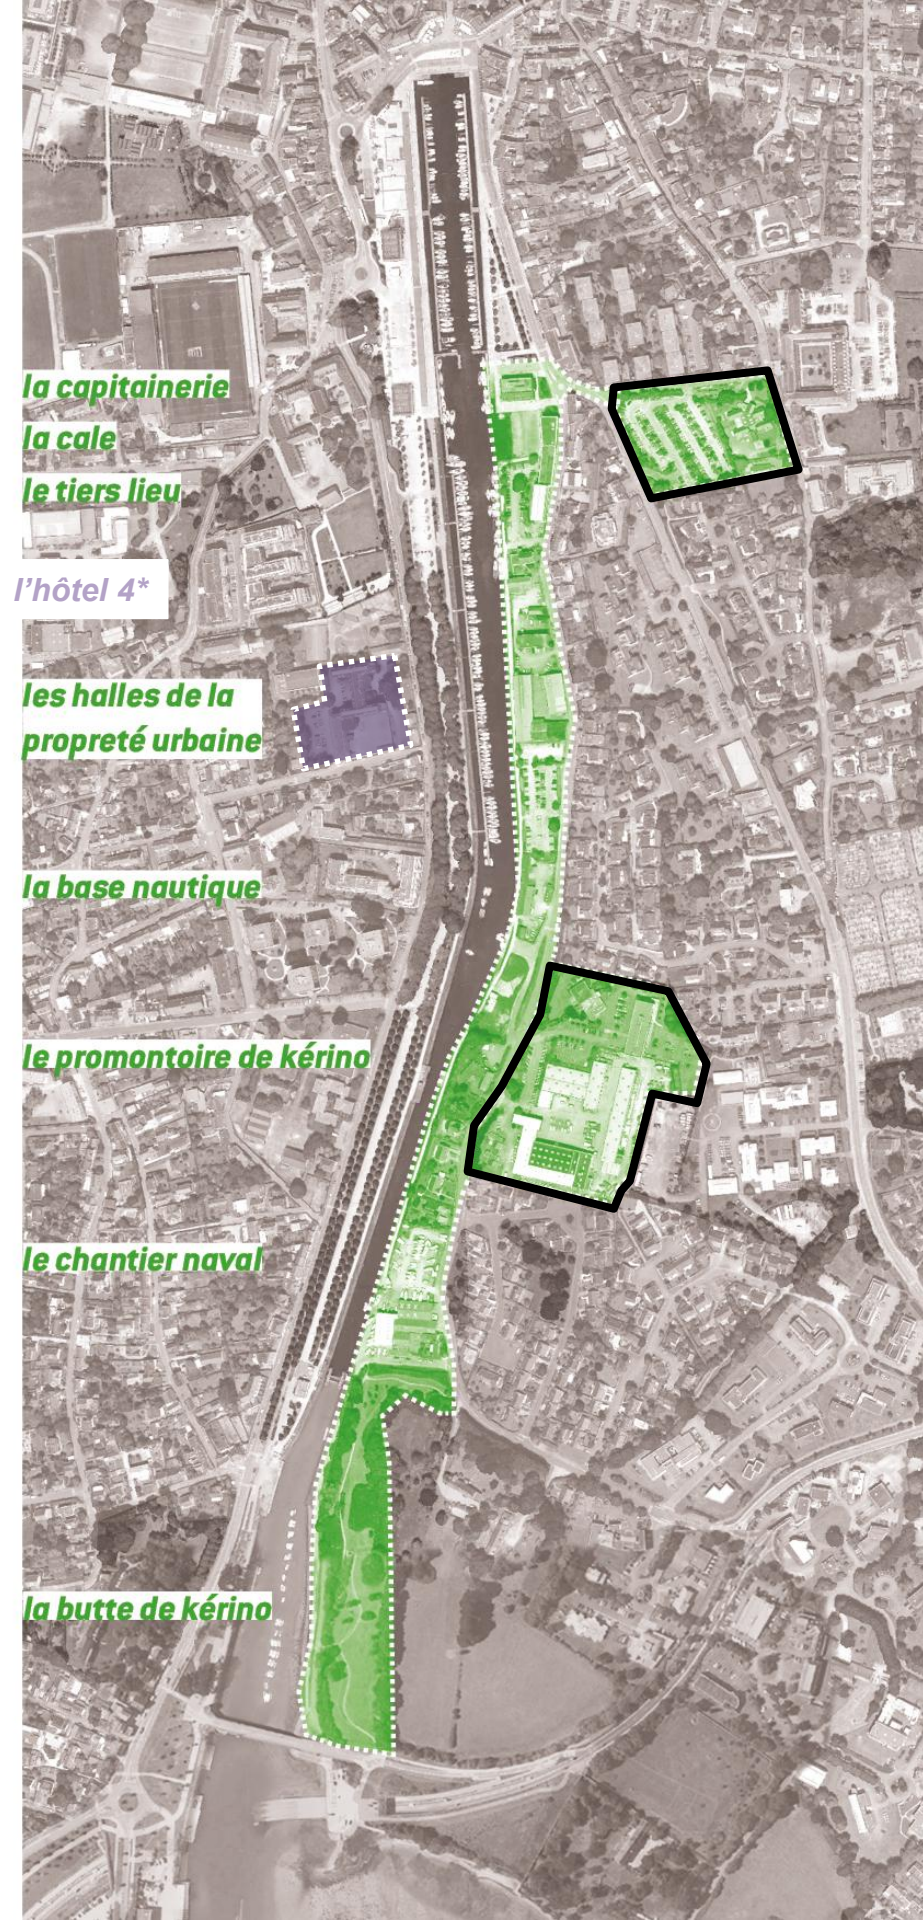 la capitainerie
la cale
le tiers lieu
l'hôtel 4*
les halles de la
propreté urbaine
la base nautique
le promontoire de kérino
le chantier naval
la butte de kérino